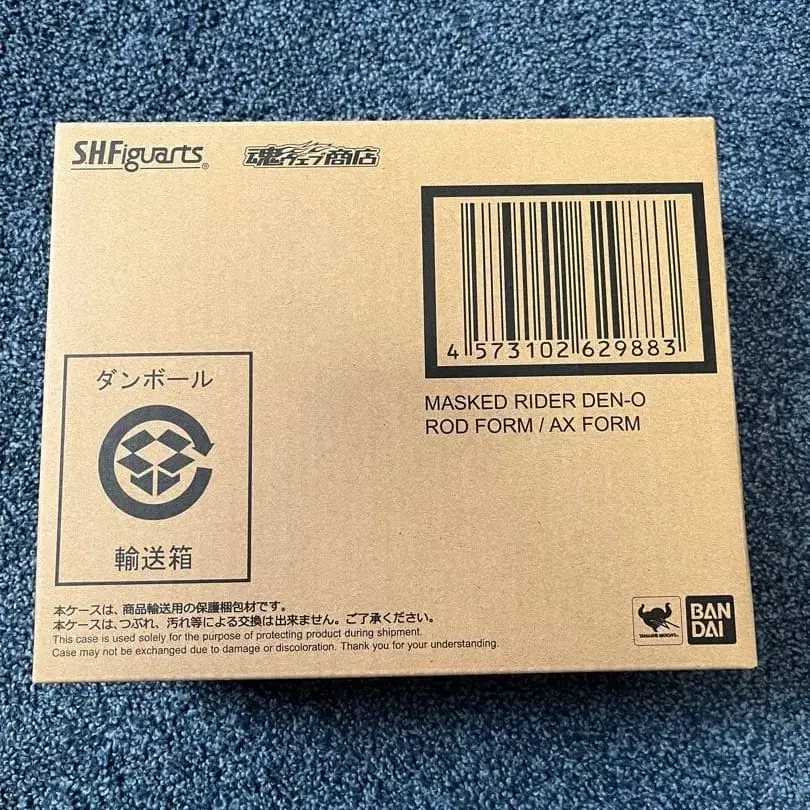 S.H.Figuarts®
魂ウェブ商店
4 573102 629883
MASKED RIDER DEN-O
ROD FORM / AX FORM
ダンボール
輸送箱
本ケースは、商品輸送用の保護梱包材です。
本ケースは、つぶれ、汚れ等による交換は出来ません。ご了承ください。
This case is used solely for the purpose of protecting product during shipment.
Case may not be exchanged due to damage or discoloration. Thank you for your understanding.
TAMASHII NATIONS
BAN
DAI